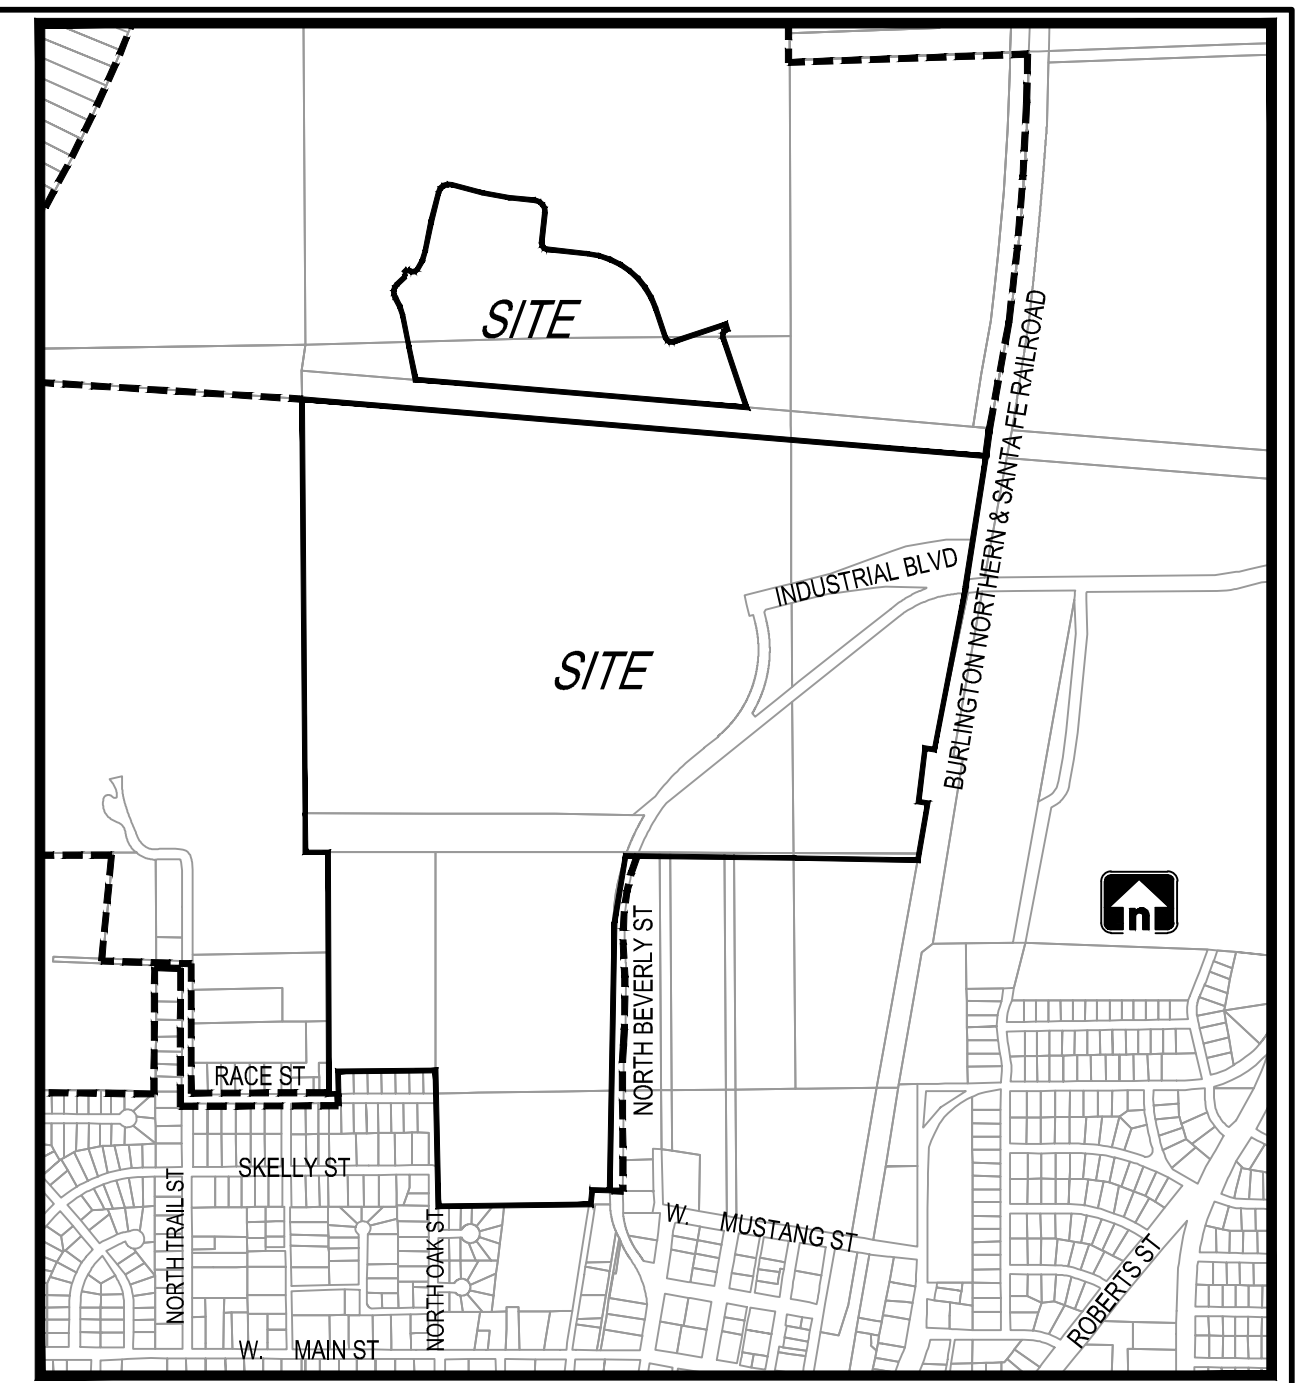 SITE
BURLINGTON NORTHERN & SANTA FE RAILROAD
INDUSTRIAL BLVD
SITE
n
NORTH BEVERLY ST
RACE ST
SKELLY ST
NORTH TRAIL ST
NORTH OAK ST
W. MUSTANG ST
ROBERTS ST
W. MAIN ST